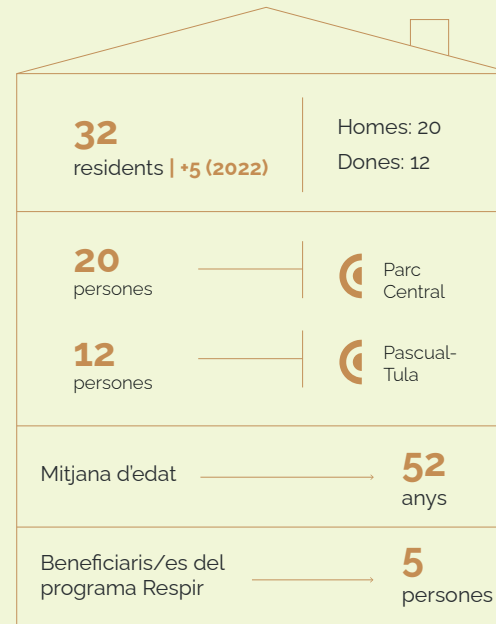 32
residents | +5 (2022)
Homes: 20
Dones: 12
20
persones
Parc
Central
12
persones
Pascual-
Tula
Mitjana d'edat
52
anys
Beneficiaris/es del
programa Respir
5
persones